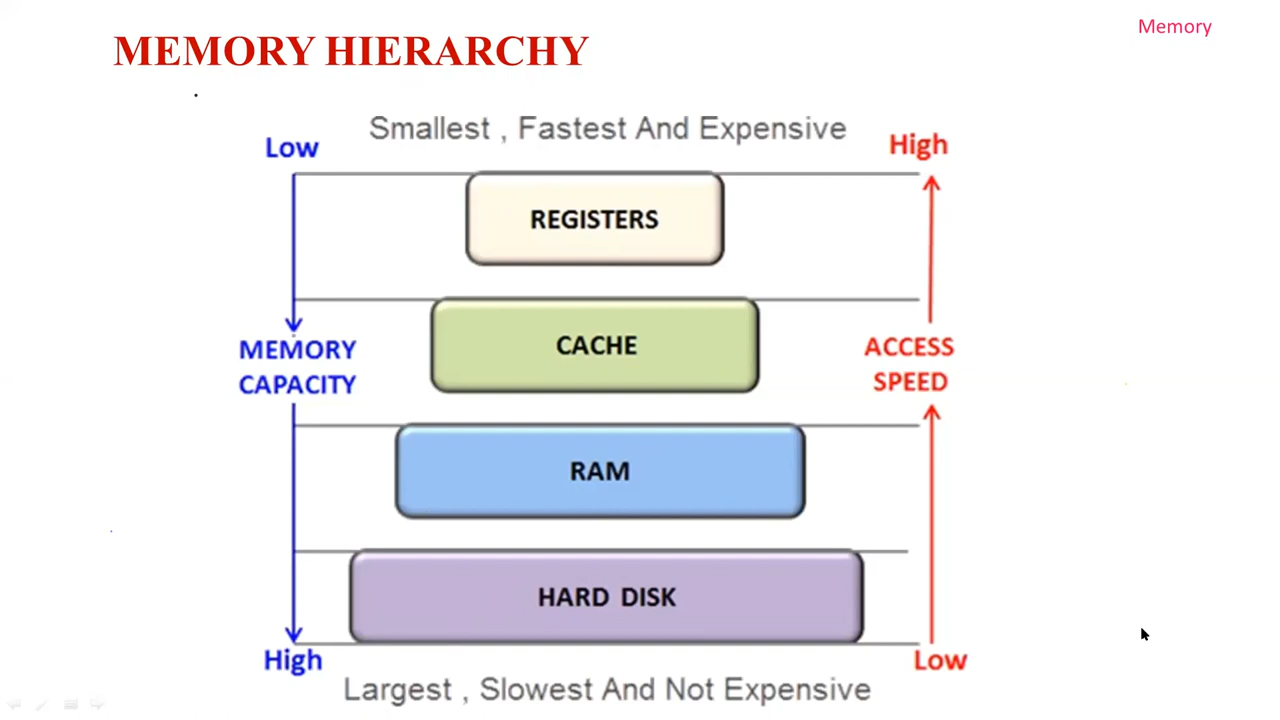 Memory
MEMORY HIERARCHY
Smallest , Fastest And Expensive
Low
High
REGISTERS
CACHE
MEMORY
CAPACITY
ACCESS
SPEED
RAM
HARD DISK
High
Low
Largest , Slowest And Not Expensive